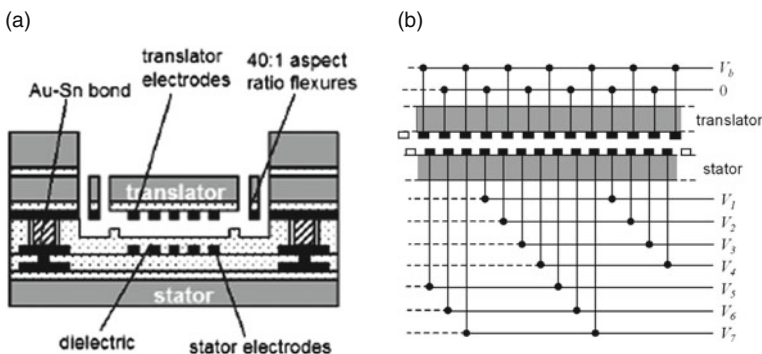 (a)
translator
electrodes
40:1 aspect
ratio flexures
Au-Sn bond
translator
stator
dielectric
stator electrodes
(b)
V_b
0
translator
stator
V_1
V_2
V_3
V_4
V_5
V_6
V_7